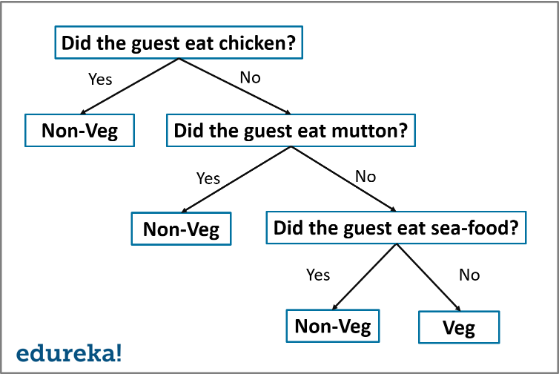 Did the guest eat chicken?
Yes
No
Non-Veg
Did the guest eat mutton?
Yes
No
Non-Veg
Did the guest eat sea-food?
Yes
No
Non-Veg
Veg
edureka!